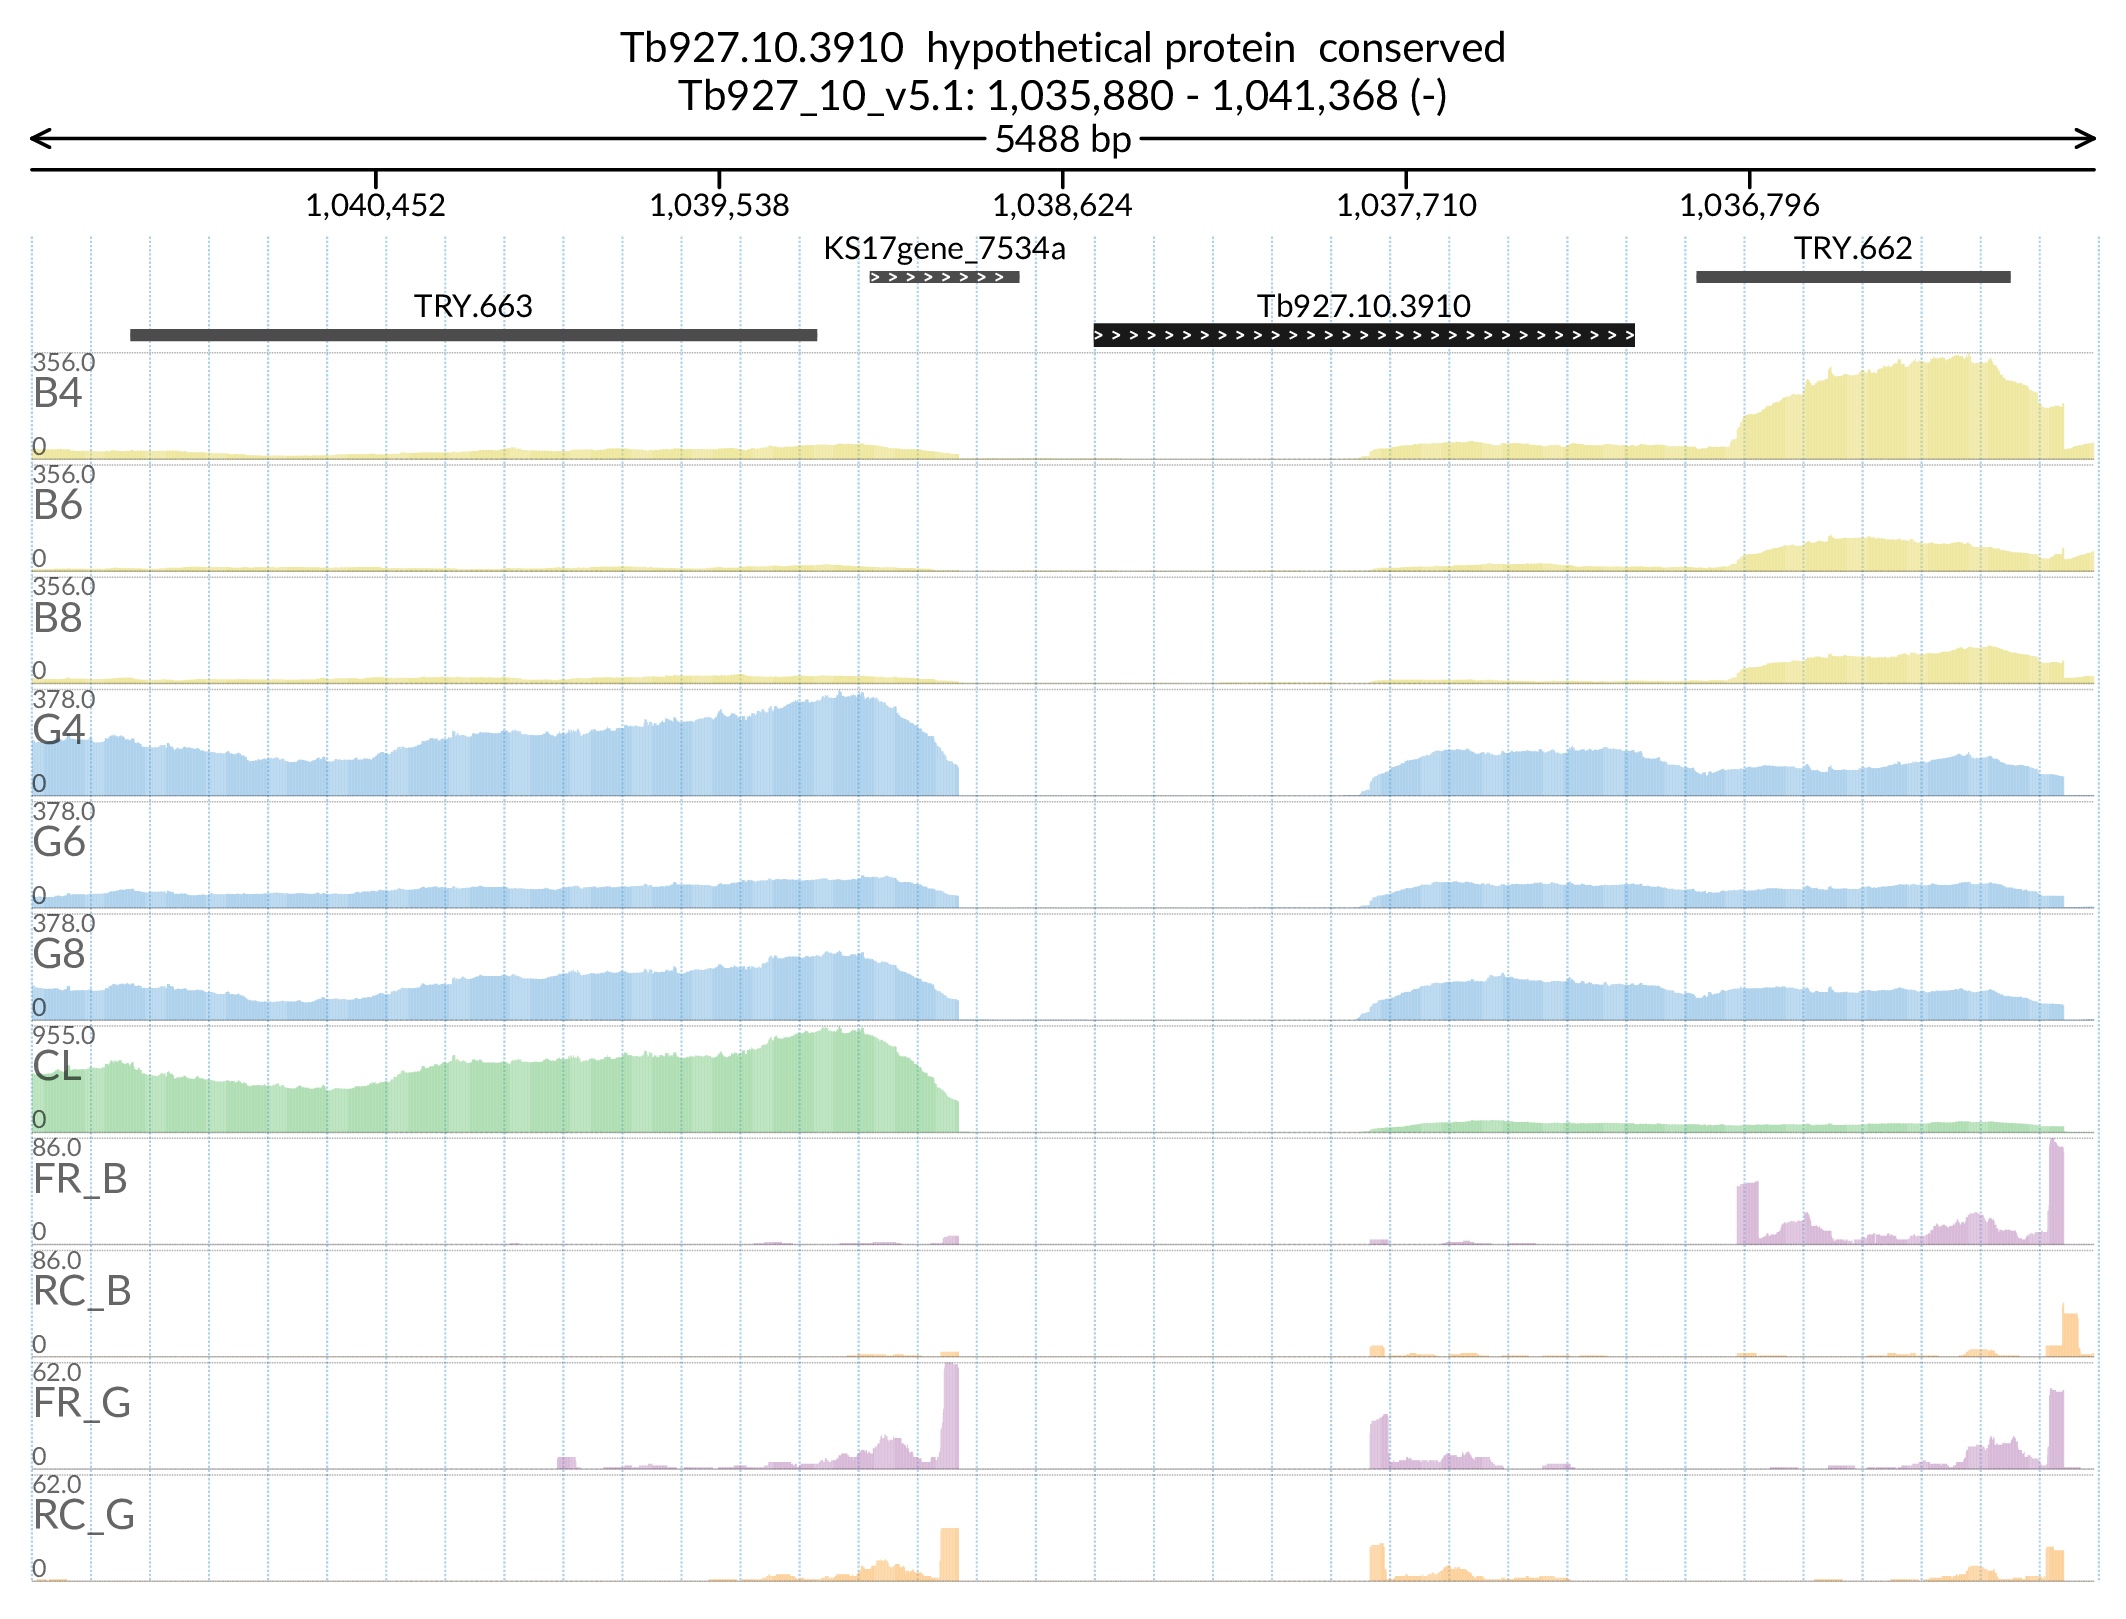 Tb927.10.3910  hypothetical protein  conserved
Tb927_10_v5.1: 1,035,880 - 1,041,368 (-)
5488 bp
1,040,452 1,039,538 1,038,624 1,037,710 1,036,796
KS17gene_7534a TRY.662
> > > > > > > >
TRY.663 Tb927.10.3910
> > > > > > > > > > > > > > > > > > > > > > > > > > > > > > >
356.0
B4
0
356.0
B6
0
356.0
B8
0
378.0
G4
0
378.0
G6
0
378.0
G8
0
955.0
CL
0
86.0
FR_B
0
86.0
RC_B
0
62.0
FR_G
0
62.0
RC_G
0